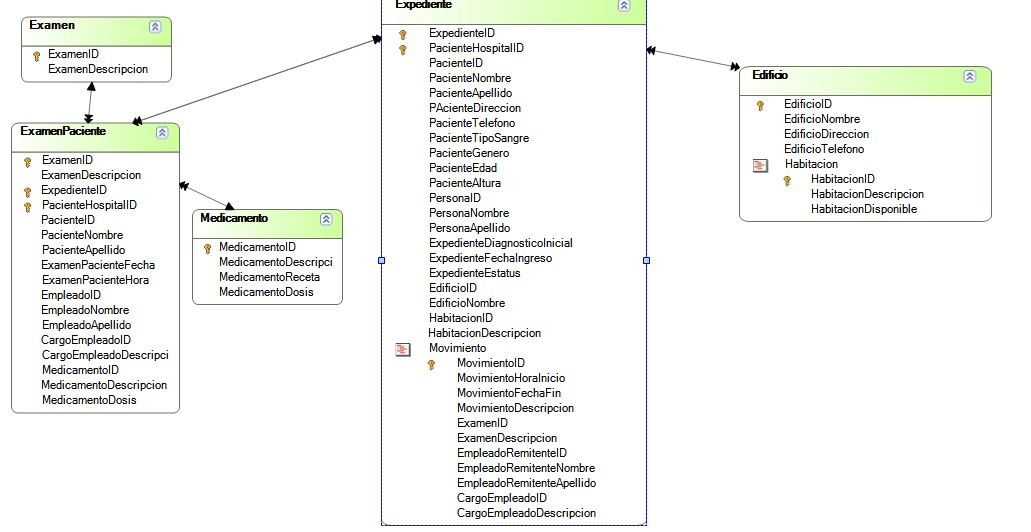 Examen
ExamenID
ExamenDescripcion
ExamenPaciente
ExamenID
ExamenDescripcion
ExpedienteID
PacienteHospitalID
PacienteID
PacienteNombre
PacienteApellido
ExamenPacienteFecha
ExamenPacienteHora
EmpleadoID
EmpleadoNombre
EmpleadoApellido
CargoEmpleadoID
CargoEmpleadoDescripci
MedicamentoID
MedicamentoDescripcion
MedicamentoDosis
Medicamento
MedicamentoID
MedicamentoDescripci
MedicamentoReceta
MedicamentoDosis
Expediente
ExpedienteID
PacienteHospitalID
PacienteID
PacienteNombre
PacienteApellido
PAcienteDireccion
PacienteTelefono
PacienteTipoSangre
PacienteGenero
PacienteEdad
PacienteAltura
PersonaID
PersonaNombre
PersonaApellido
ExpedienteDiagnosticoInicial
ExpedienteFechaIngreso
ExpedienteEstatus
EdificioID
EdificioNombre
HabitacionID
HabitacionDescripcion
Movimiento
MovimientoID
MovimientoHoraInicio
MovimientoFechaFin
MovimientoDescripcion
ExamenID
ExamenDescripcion
EmpleadoRemitenteID
EmpleadoRemitenteNombre
EmpleadoRemitenteApellido
CargoEmpleadoID
CargoEmpleadoDescripcion
Edificio
EdificioID
EdificioNombre
EdificioDireccion
EdificioTelefono
Habitacion
HabitacionID
HabitacionDescripcion
HabitacionDisponible